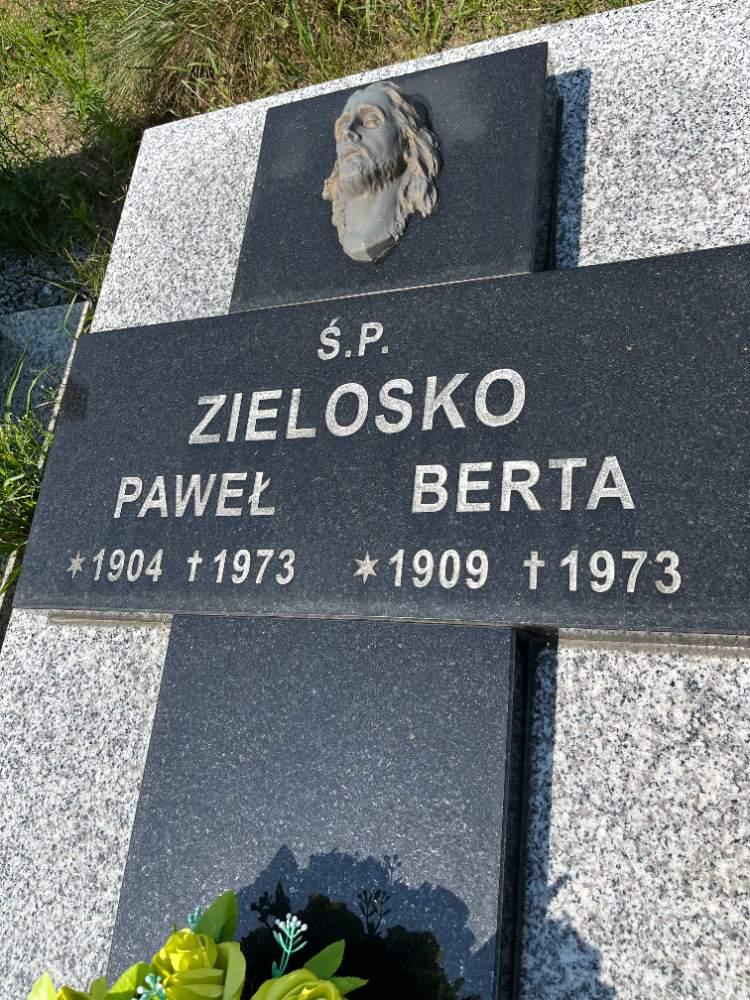 Ś.P.
ZIELOSKO
PAWEŁ BERTA
*1904 †1973 *1909 †1973